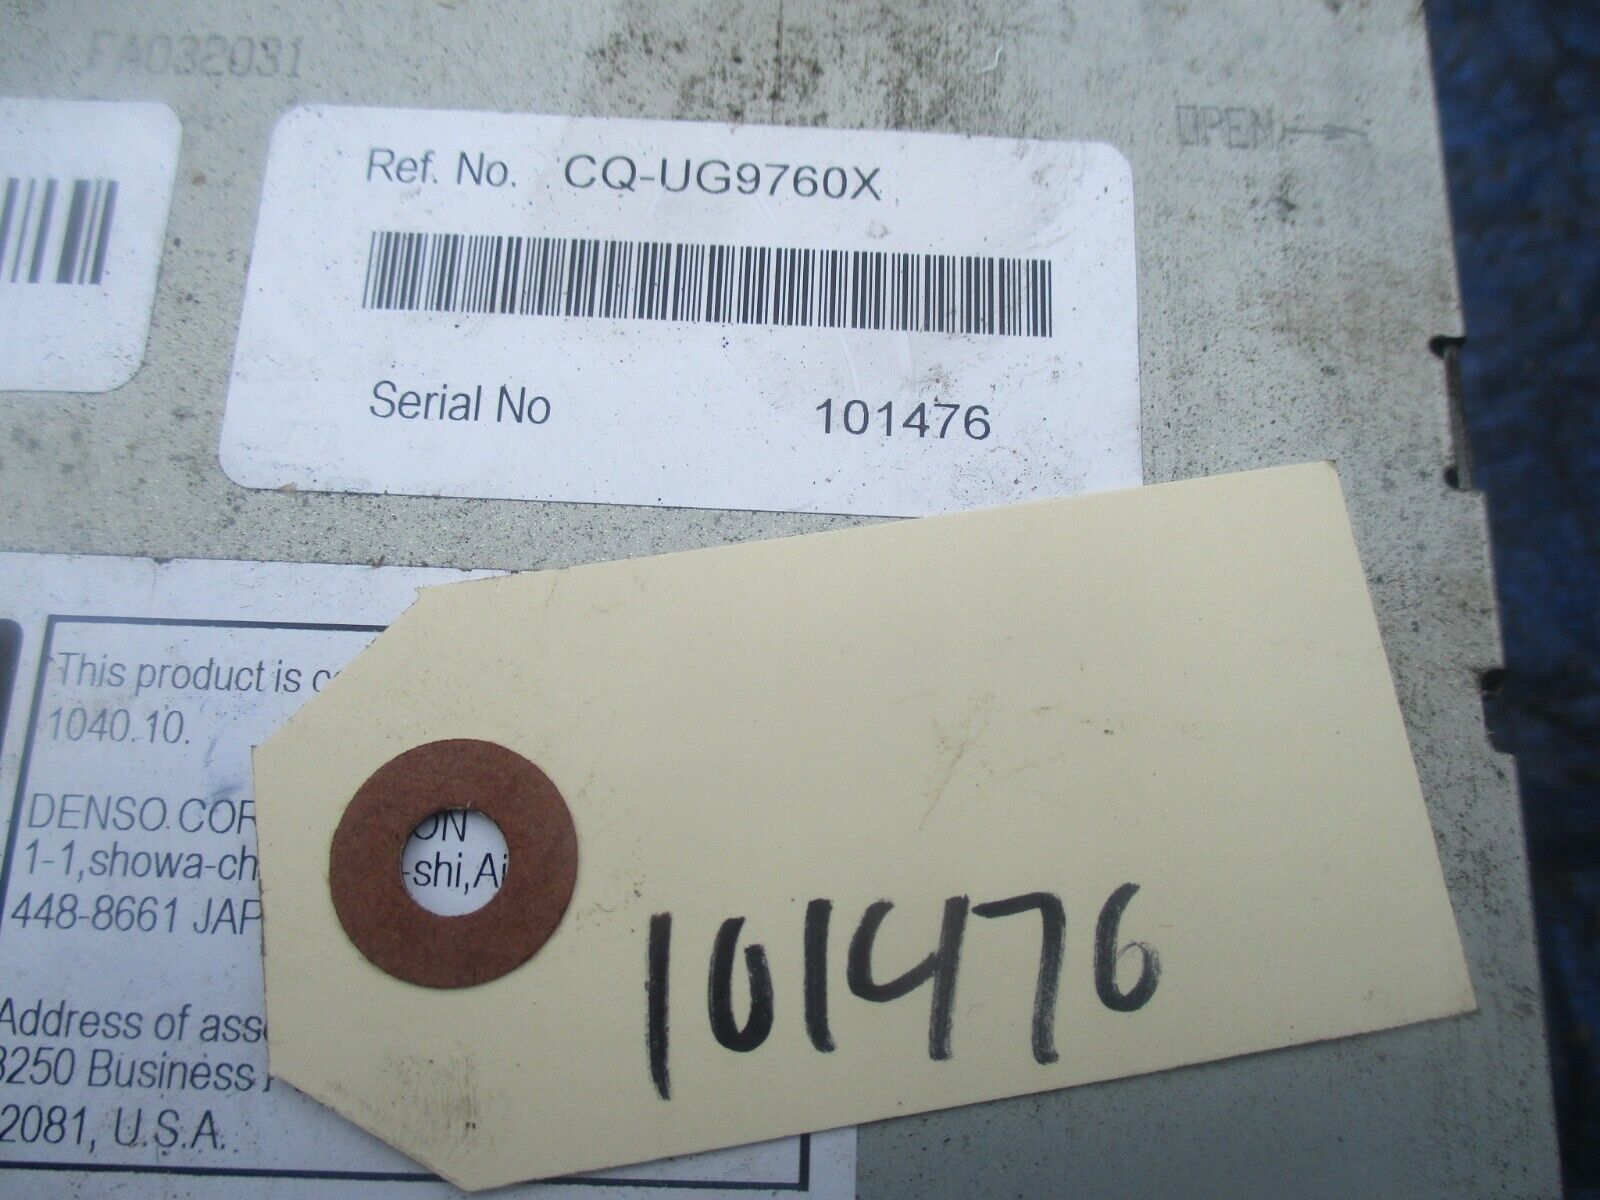 FA032031
OPEN
Ref. No. CQ-UG9760X
Serial No 101476
This product is
1040.10.
DENSO COR ON
1-1,showa-ch -shi,Ai
448-8661 JAP
Address of ass
3250 Business
2081, U.S.A.
101476